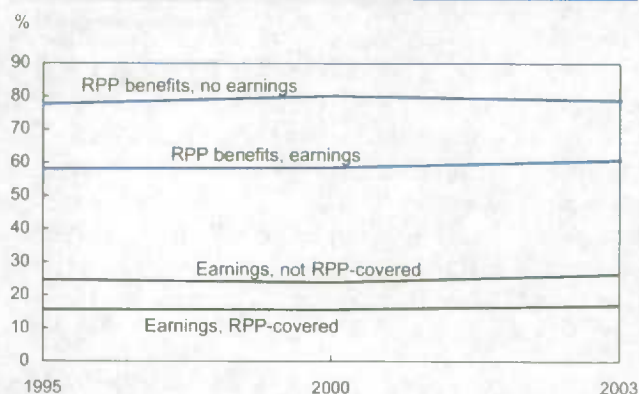 %
90
RPP benefits, no earnings
80
70
RPP benefits, earnings
60
50
40
30
Earnings, not RPP-covered
20
10
Earnings, RPP-covered
0
1995 2000 2003